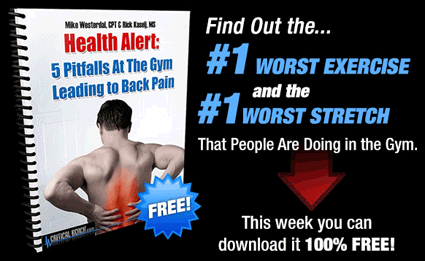 Mike Westerdal, CPT & Rick Kaselj, MS
Health Alert:
5 Pitfalls At The Gym
Leading to Back Pain
FREE!
CRITICAL BENCH.com
Find Out the...
#1 WORST EXERCISE
and the
#1 WORST STRETCH
That People Are Doing in the Gym.
This week you can
download it 100% FREE!